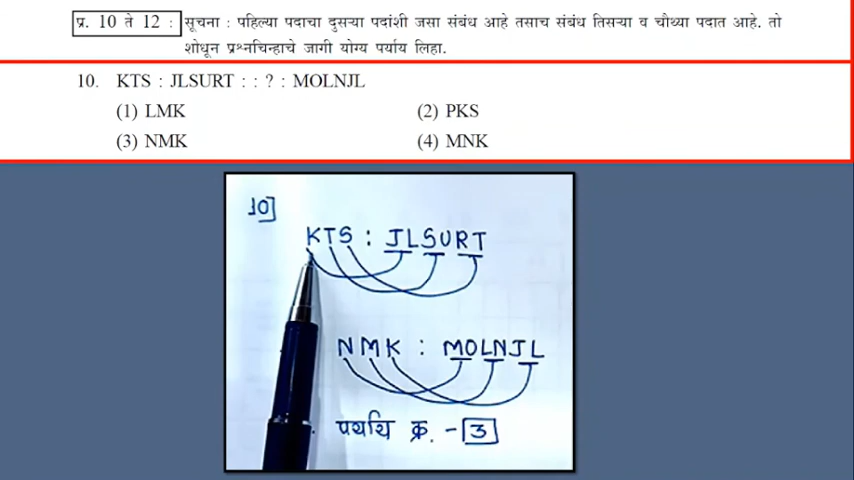 प्र. 10 ते 12 : सूचना : पहिल्या पदाचा दुसऱ्या पदांशी जसा संबंध आहे तसाच संबंध तिसऱ्या व चौथ्या पदात आहे. तो
शोधून प्रश्नचिन्हाचे जागी योग्य पर्याय लिहा.
10. KTS : JLSURT : : ? : MOLNJL
(1) LMK (2) PKS
(3) NMK (4) MNK
10]
KTS : JLSURT
NMK : MOLNJL
पर्याय क्र. - 3